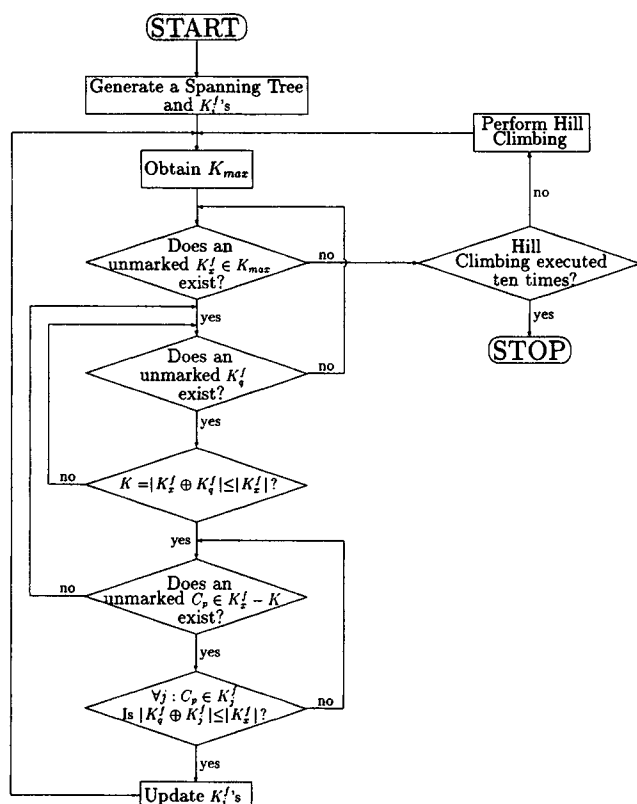 START
Generate a Spanning Tree
and K_i^f's
Perform Hill
Climbing
Obtain K_max
no
Does an
unmarked K_x^f ∈ K_max
exist?
no
Hill
Climbing executed
ten times?
yes
yes
STOP
Does an
unmarked K_q^f
exist?
no
yes
no
K = |K_x^f ⊕ K_q^f| ≤ |K_x^f| ?
yes
Does an
unmarked C_p ∈ K_x^f − K
exist?
no
yes
∀j : C_p ∈ K_j^f
Is |K_q^f ⊕ K_j^f| ≤ |K_x^f| ?
no
yes
Update K_i^f's